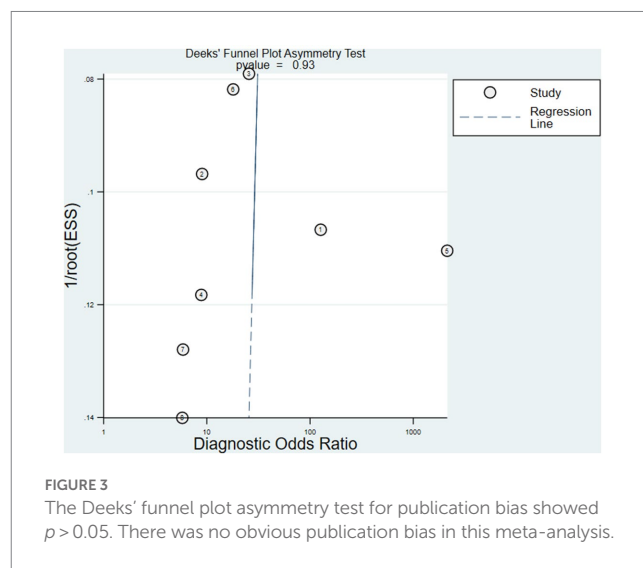 Deeks' Funnel Plot Asymmetry Test
pvalue = 0.93
.08
.1
.12
.14
1/root(ESS)
3
6
2
1
5
4
7
1
10
100
1000
Diagnostic Odds Ratio
Study
Regression
Line
FIGURE 3
The Deeks' funnel plot asymmetry test for publication bias showed
p > 0.05. There was no obvious publication bias in this meta-analysis.